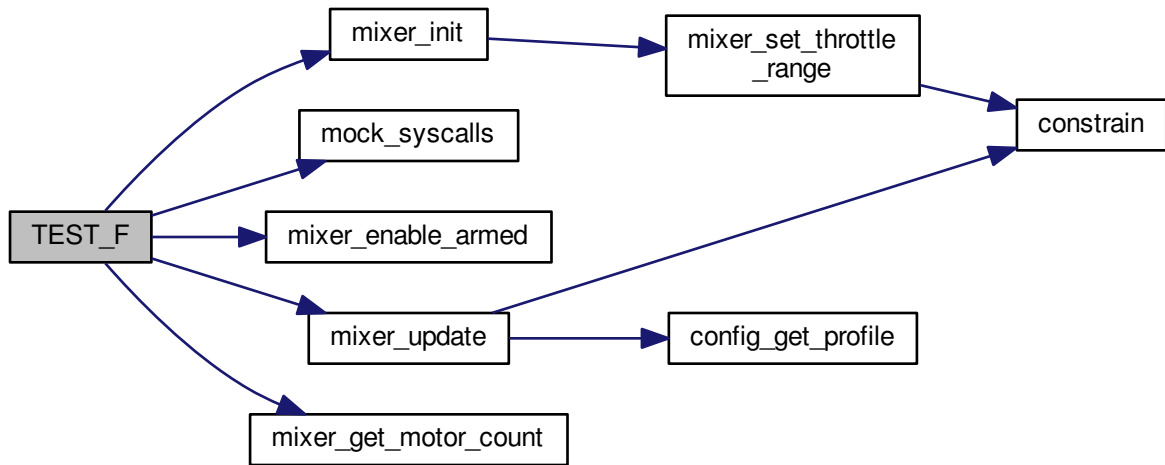 mixer_init
mixer_set_throttle
_range
constrain
mock_syscalls
TEST_F
mixer_enable_armed
mixer_update
config_get_profile
mixer_get_motor_count